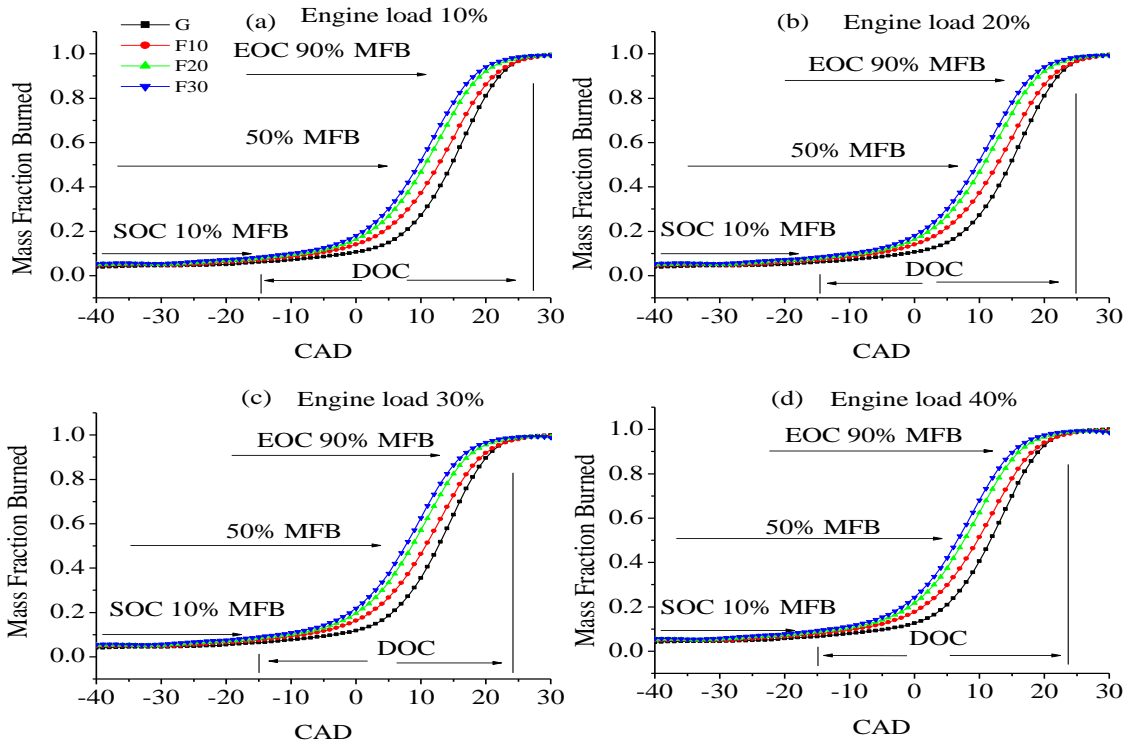 (a) Engine load 10%
G
F10
F20
F30
EOC 90% MFB
50% MFB
SOC 10% MFB
DOC
Mass Fraction Burned
1.0
0.8
0.6
0.4
0.2
0.0
-40 -30 -20 -10 0 10 20 30
CAD
(b) Engine load 20%
EOC 90% MFB
50% MFB
SOC 10% MFB
DOC
Mass Fraction Burned
1.0
0.8
0.6
0.4
0.2
0.0
-40 -30 -20 -10 0 10 20 30
CAD
(c) Engine load 30%
EOC 90% MFB
50% MFB
SOC 10% MFB
DOC
Mass Fraction Burned
1.0
0.8
0.6
0.4
0.2
0.0
-40 -30 -20 -10 0 10 20 30
CAD
(d) Engine load 40%
EOC 90% MFB
50% MFB
SOC 10% MFB
DOC
Mass Fraction Burned
1.0
0.8
0.6
0.4
0.2
0.0
-40 -30 -20 -10 0 10 20 30
CAD